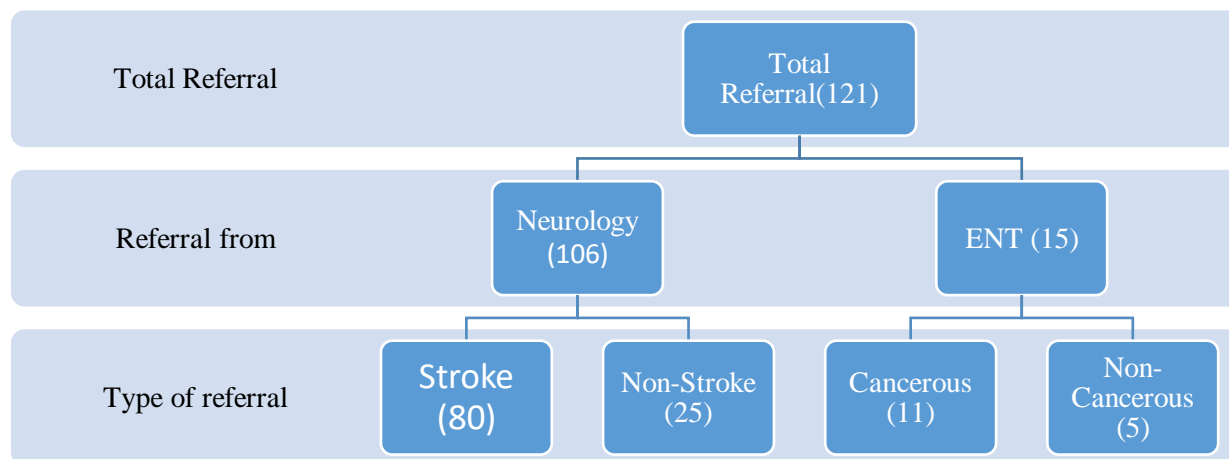 Total Referral
Total
Referral(121)
Referral from
Neurology
(106)
ENT (15)
Type of referral
Stroke
(80)
Non-Stroke
(25)
Cancerous
(11)
Non-
Cancerous
(5)